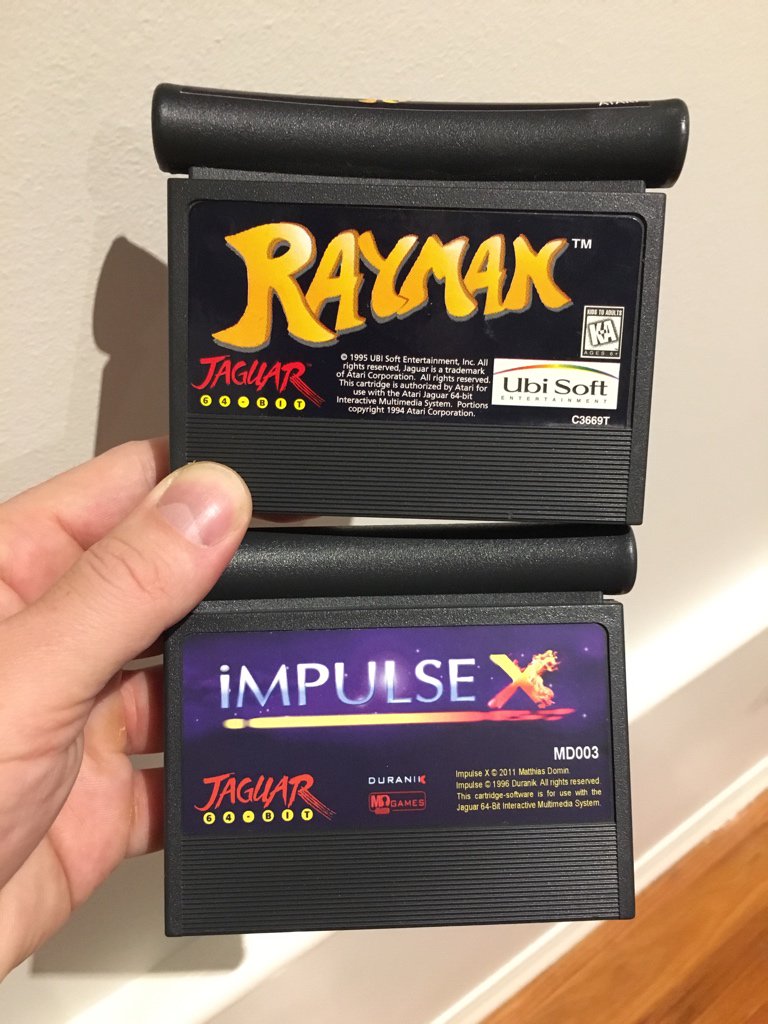 ATARI
RAYMAN™
KIDS TO ADULTS
KA
AGES 6+
JAGUAR
64-BIT
© 1995 UBI Soft Entertainment, Inc. All
rights reserved, Jaguar is a trademark
of Atari Corporation. All rights reserved.
This cartridge is authorized by Atari for
use with the Atari Jaguar 64-bit
Interactive Multimedia System. Portions
copyright 1994 Atari Corporation.
Ubi Soft
ENTERTAINMENT
C3669T
iMPULSE X
MD003
JAGUAR
64-BIT
DURANIK
MD GAMES
Impulse X © 2011 Matthias Domin.
Impulse © 1996 Duranik. All rights reserved.
This cartridge-software is for use with the
Jaguar 64-Bit Interactive Multimedia System.